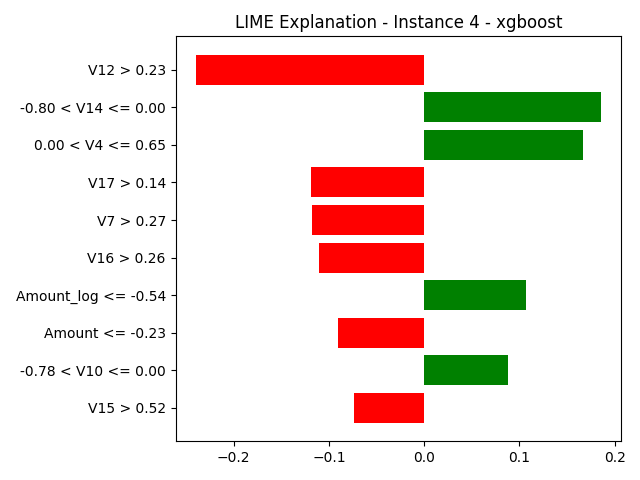 LIME Explanation - Instance 4 - xgboost
V12 > 0.23
-0.80 < V14 <= 0.00
0.00 < V4 <= 0.65
V17 > 0.14
V7 > 0.27
V16 > 0.26
Amount_log <= -0.54
Amount <= -0.23
-0.78 < V10 <= 0.00
V15 > 0.52
−0.2 −0.1 0.0 0.1 0.2